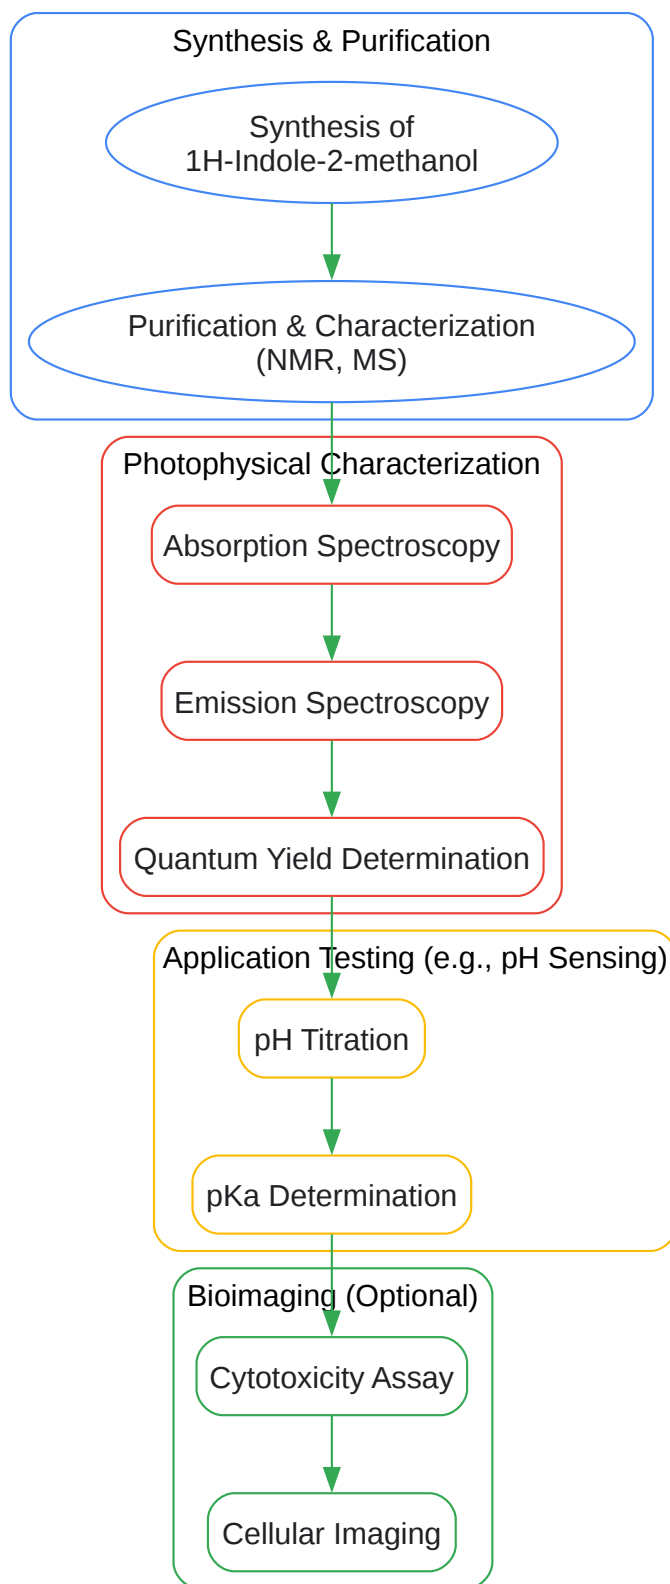 Synthesis & Purification
Synthesis of
1H-Indole-2-methanol
Purification & Characterization
(NMR, MS)
Photophysical Characterization
Absorption Spectroscopy
Emission Spectroscopy
Quantum Yield Determination
Application Testing (e.g., pH Sensing)
pH Titration
pKa Determination
Bioimaging (Optional)
Cytotoxicity Assay
Cellular Imaging